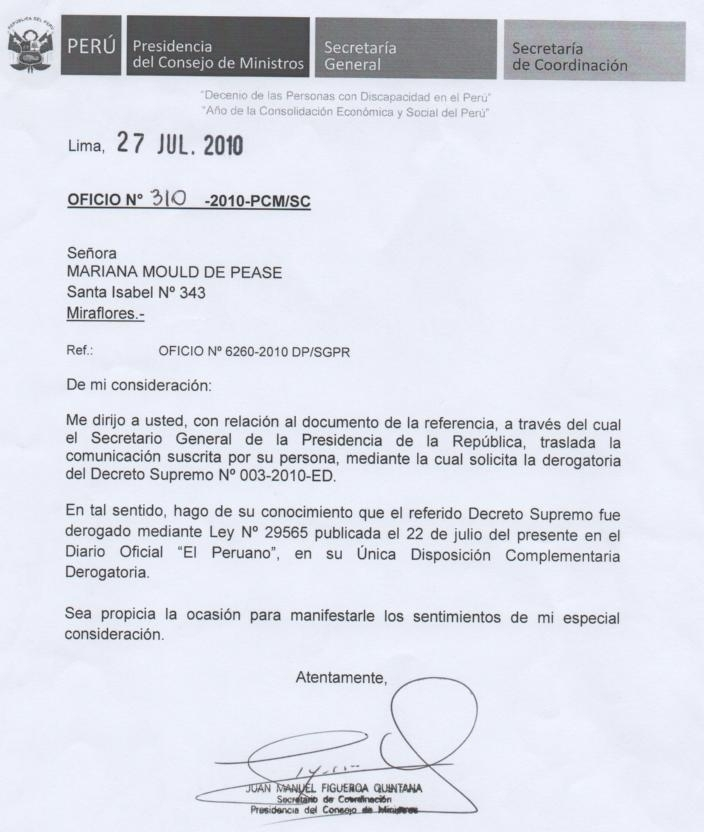 REPUBLICA DEL PERU
PERÚ
Presidencia
del Consejo de Ministros
Secretaría
General
Secretaría
de Coordinación
"Decenio de las Personas con Discapacidad en el Perú"
"Año de la Consolidación Económica y Social del Perú"
Lima, 27 JUL. 2010
OFICIO N° 310 -2010-PCM/SC
Señora
MARIANA MOULD DE PEASE
Santa Isabel Nº 343
Miraflores.-
Ref.: OFICIO Nº 6260-2010 DP/SGPR
De mi consideración:
Me dirijo a usted, con relación al documento de la referencia, a través del cual
el Secretario General de la Presidencia de la República, traslada la
comunicación suscrita por su persona, mediante la cual solicita la derogatoria
del Decreto Supremo Nº 003-2010-ED.
En tal sentido, hago de su conocimiento que el referido Decreto Supremo fue
derogado mediante Ley Nº 29565 publicada el 22 de julio del presente en el
Diario Oficial "El Peruano", en su Única Disposición Complementaria
Derogatoria.
Sea propicia la ocasión para manifestarle los sentimientos de mi especial
consideración.
Atentamente,
JUAN MANUEL FIGUEROA QUINTANA
Secretario de Coordinación
Presidencia del Consejo de Ministros